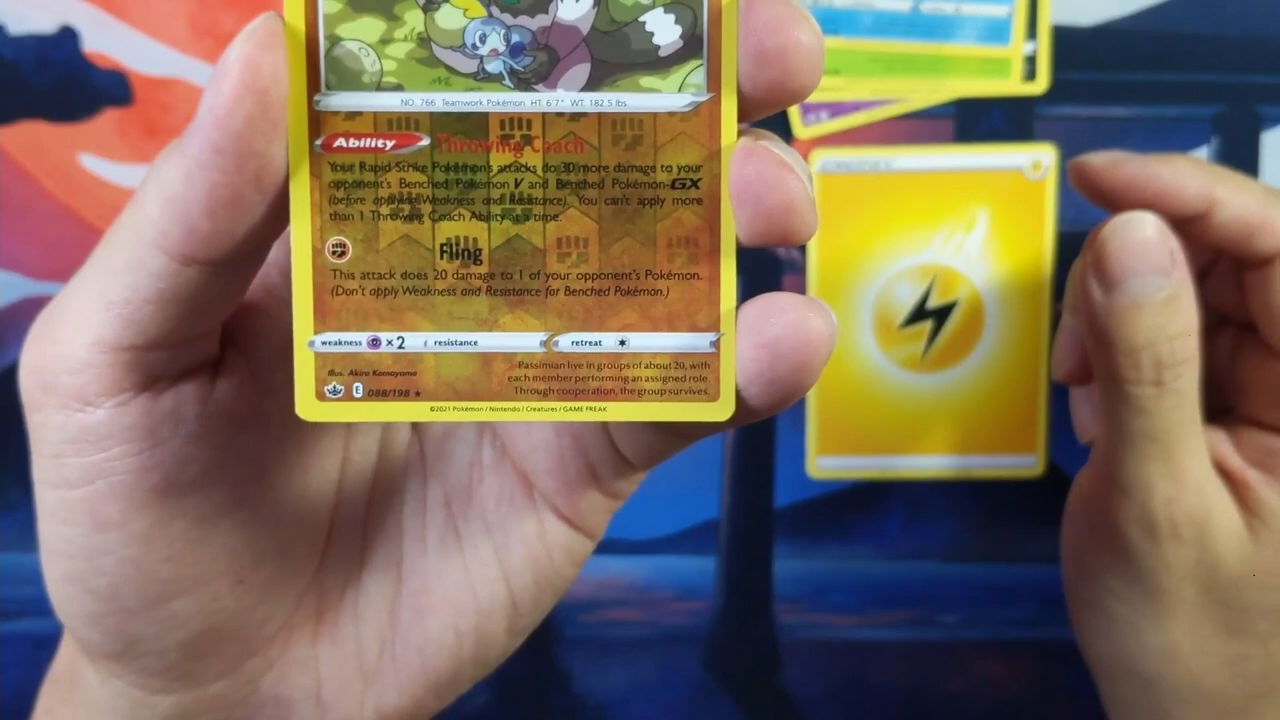 NO. 766 Teamwork Pokémon HT 6'7" WT. 182.5 lbs.
Ability Throwing Coach
Your Rapid Strike Pokémon's attacks do 30 more damage to your
opponent's Benched Pokémon V and Benched Pokémon-GX
(before applying Weakness and Resistance). You can't apply more
than 1 Throwing Coach Ability at a time.
Fling
This attack does 20 damage to 1 of your opponent's Pokémon.
(Don't apply Weakness and Resistance for Benched Pokémon.)
weakness ×2 resistance retreat
Illus. Akira Komayama
Passimian live in groups of about 20, with
each member performing an assigned role.
Through cooperation, the group survives.
E 088/198 ★
©2021 Pokémon / Nintendo / Creatures / GAME FREAK